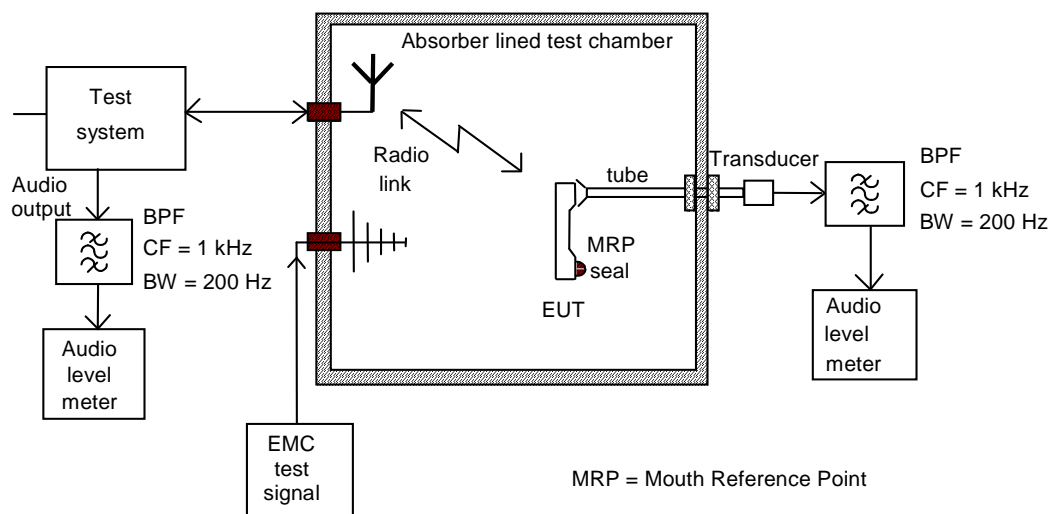 Absorber lined test chamber
Test
system
Radio
link
Audio
output
BPF
CF = 1 kHz
BW = 200 Hz
Audio
level
meter
EMC
test
signal
tube
MRP
seal
EUT
Transducer
BPF
CF = 1 kHz
BW = 200 Hz
Audio
level
meter
MRP = Mouth Reference Point